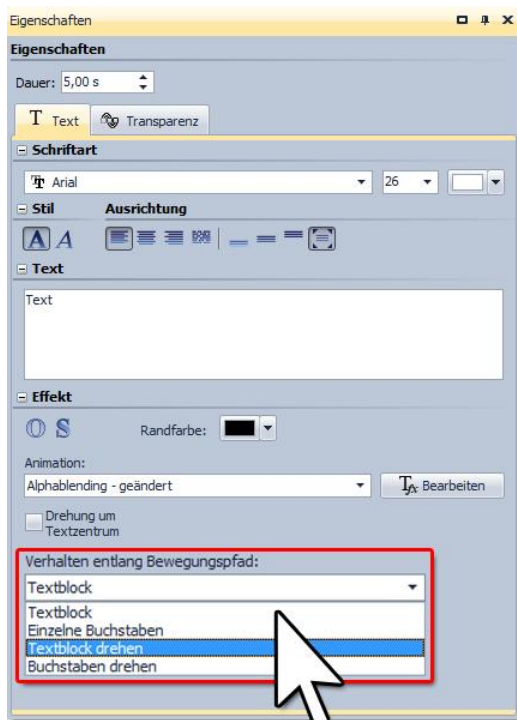 Eigenschaften
Eigenschaften
Dauer: 5,00 s
T Text Transparenz
Schriftart
Arial 26
Stil Ausrichtung
A A
Text
Text
Effekt
O S Randfarbe:
Animation:
Alphablending - geändert Bearbeiten
Drehung um
Textzentrum
Verhalten entlang Bewegungspfad:
Textblock
Textblock
Einzelne Buchstaben
Textblock drehen
Buchstaben drehen